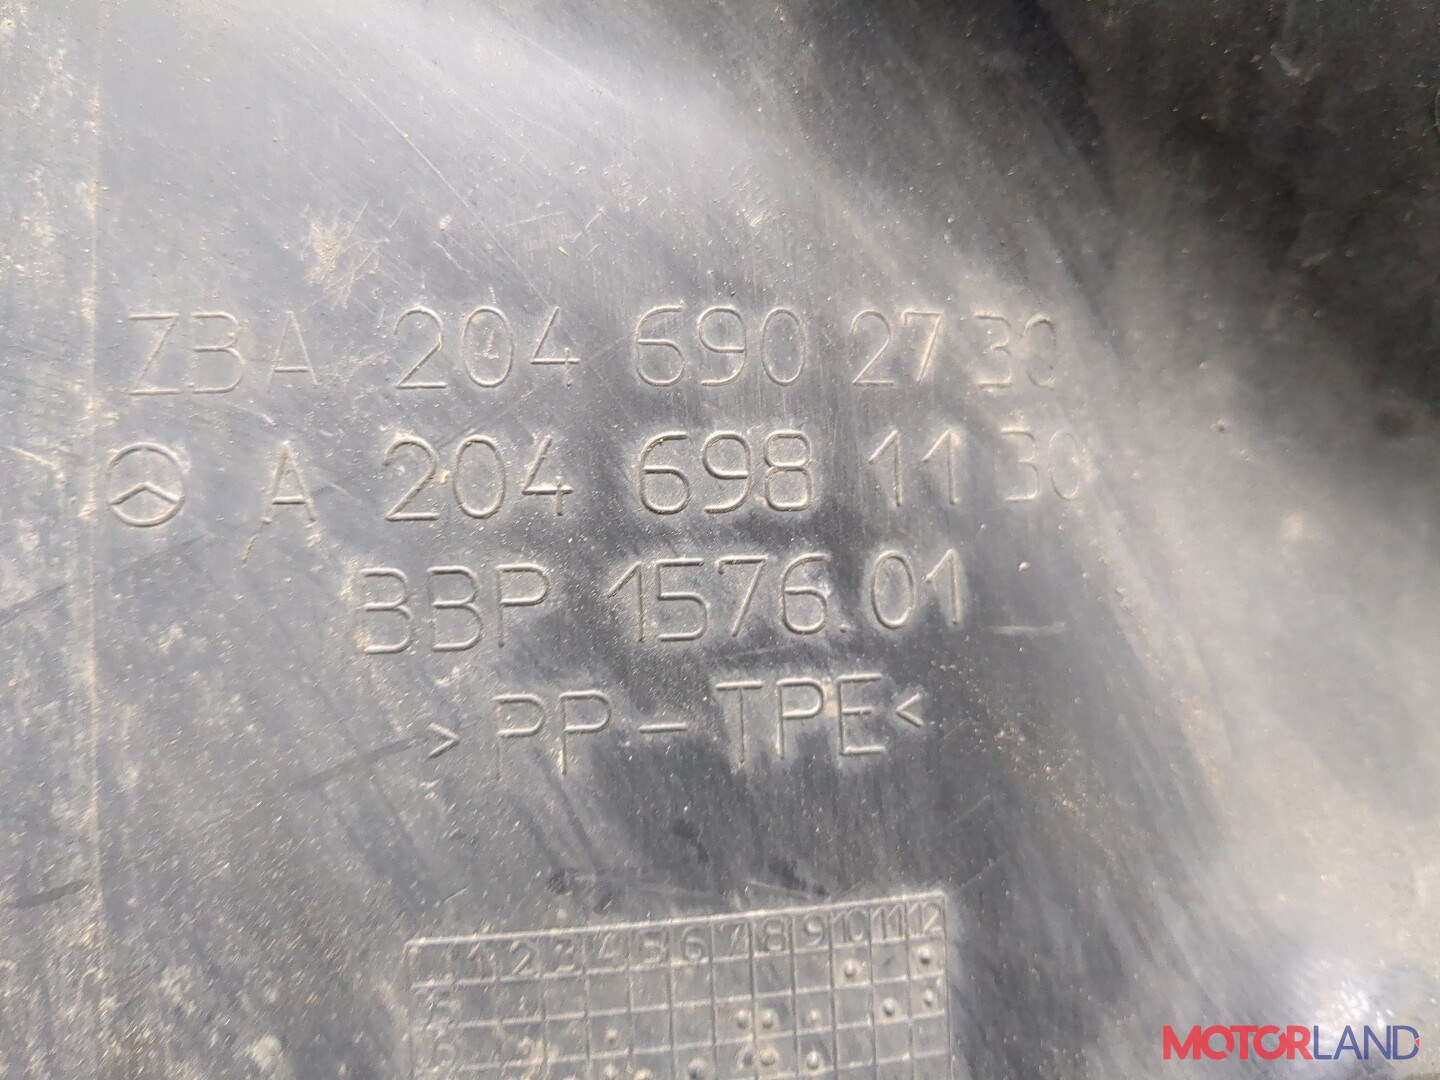 ZBA 204 690 27 30
A 204 698 11 30
BBP 1576.01
>PP-TPE<
1 2 3 4 5 6 7 8 9 10 11 12
MOTORLAND